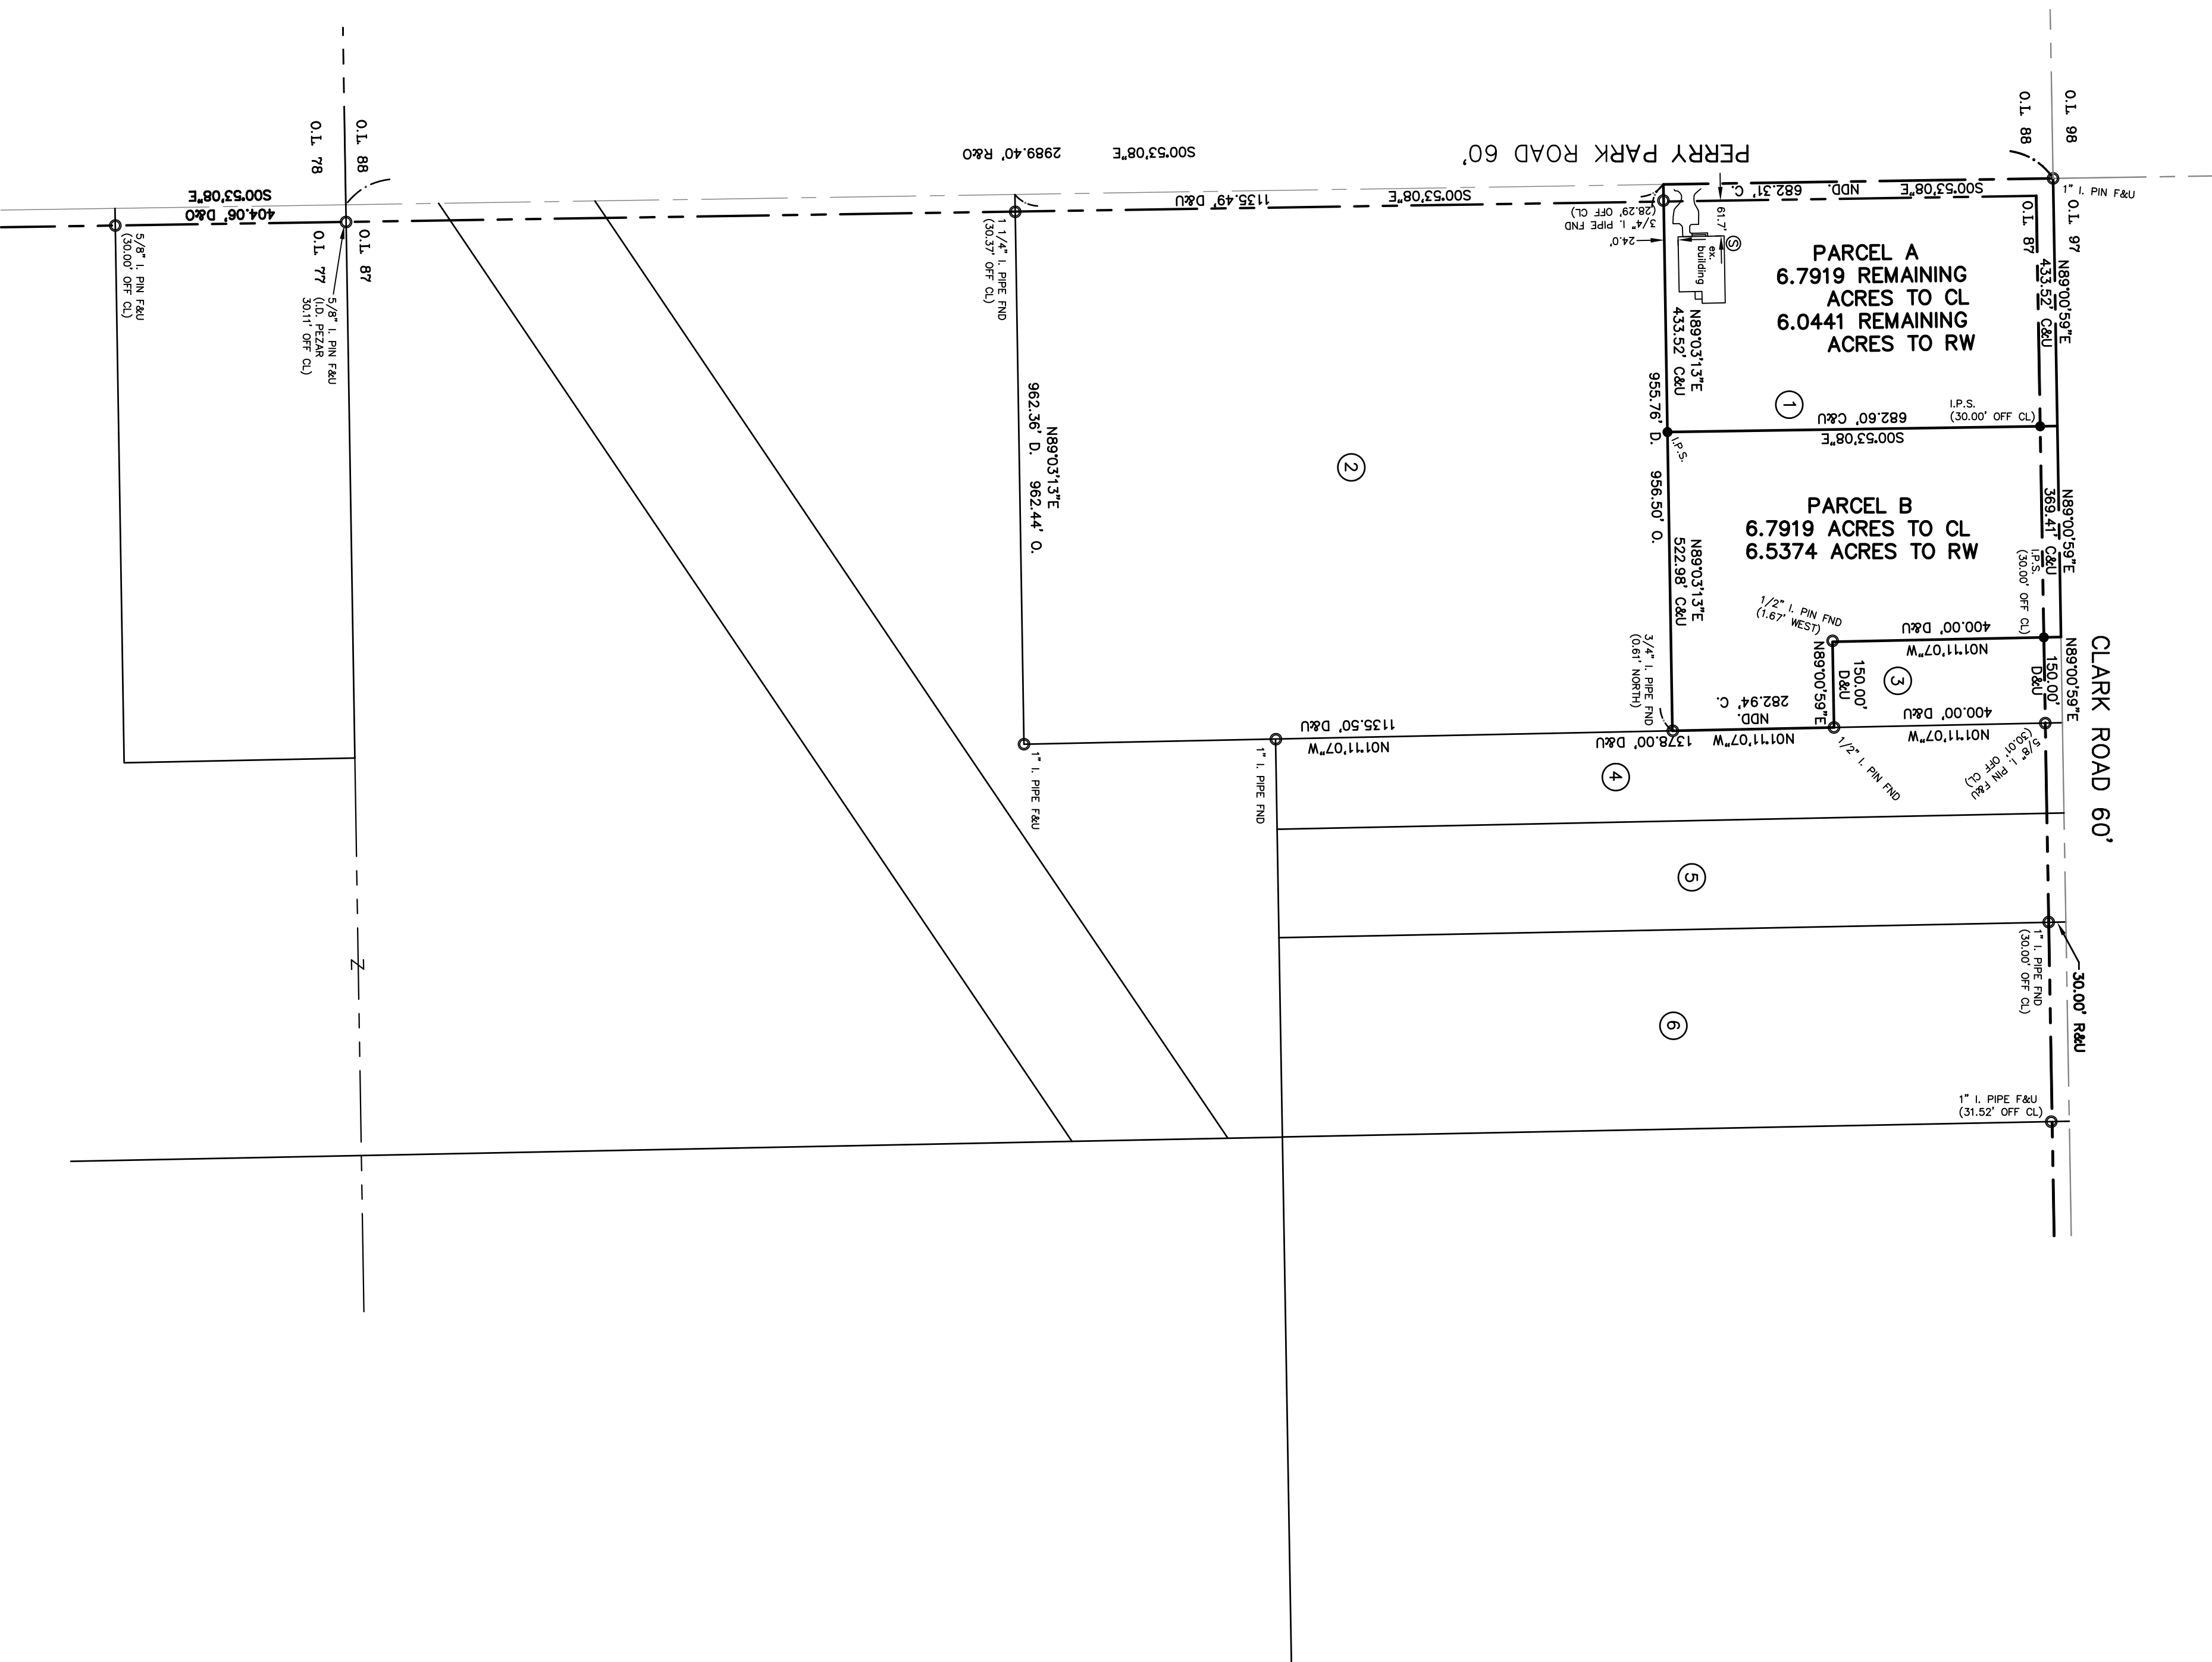 O.L. 98
O.L. 88
O.L. 97
O.L. 87
1" I. PIN F&U
CLARK ROAD 60'
PERRY PARK ROAD 60'
S00°53'08"E
2989.40' R&O
S00°53'08"E
NDD. 682.31' C.
N89°00'59"E
433.52' C&U
PARCEL A
6.7919 REMAINING
ACRES TO CL
6.0441 REMAINING
ACRES TO RW
61.7'
S
ex.
building
24.0'
3/4" I. PIPE FND
(28.29' OFF CL)
N89°03'13"E
433.52' C&U
955.76' D.
956.50' O.
1
682.60' C&U
S00°53'08"E
I.P.S.
(30.00' OFF CL)
I.P.S.
PARCEL B
6.7919 ACRES TO CL
6.5374 ACRES TO RW
N89°00'59"E
369.41' C&U
I.P.S.
(30.00' OFF CL)
N89°03'13"E
522.98' C&U
1/2" I. PIN FND
(1.67' WEST)
400.00' D&U
N01°11'07"W
N89°00'59"E
150.00'
D&U
3
150.00'
D&U
N89°00'59"E
400.00' D&U
N01°11'07"W
5/8" I. PIN F&U
(30.01' OFF CL)
1/2" I. PIN FND
282.94' C.
NDD.
N01°11'07"W
1378.00' D&U
3/4" I. PIPE FND
(0.61' NORTH)
1135.50' D&U
N01°11'07"W
4
5
6
30.00' R&U
1" I. PIPE FND
(30.00' OFF CL)
1" I. PIPE F&U
(31.52' OFF CL)
2
S00°53'08"E
1135.49' D&U
1 1/4" I. PIPE FND
(30.37' OFF CL)
N89°03'13"E
962.36' D.
962.44' O.
1" I. PIPE F&U
1" I. PIPE FND
O.L. 88
O.L. 78
O.L. 87
O.L. 77
5/8" I. PIN F&U
(I.D. PEZAR
30.11' OFF CL)
S00°53'08"E
404.06' D&O
5/8" I. PIN F&U
(30.00' OFF CL)
Z